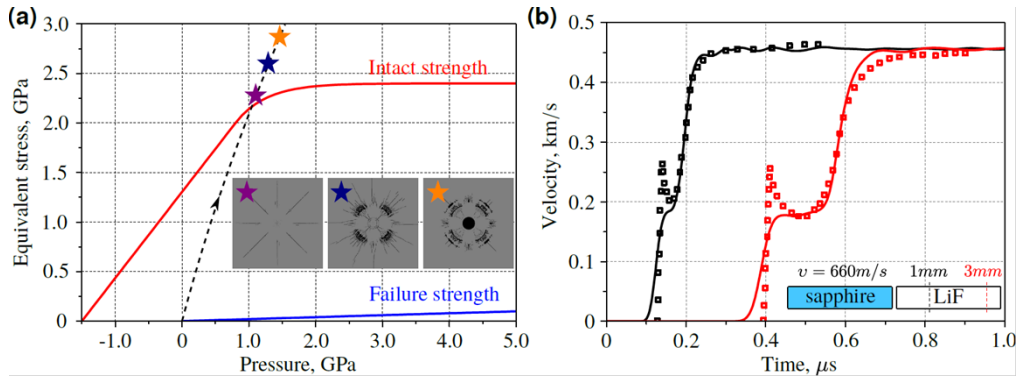 (a)
3.0
2.5
2.0
1.5
1.0
0.5
0
-1.0
0
1.0
2.0
3.0
4.0
5.0
Equivalent stress, GPa
Pressure, GPa
Intact strength
Failure strength
(b)
0.5
0.4
0.3
0.2
0.1
0
0
0.2
0.4
0.6
0.8
1.0
Velocity, km/s
Time, μs
υ = 660m/s
1mm
3mm
sapphire
LiF